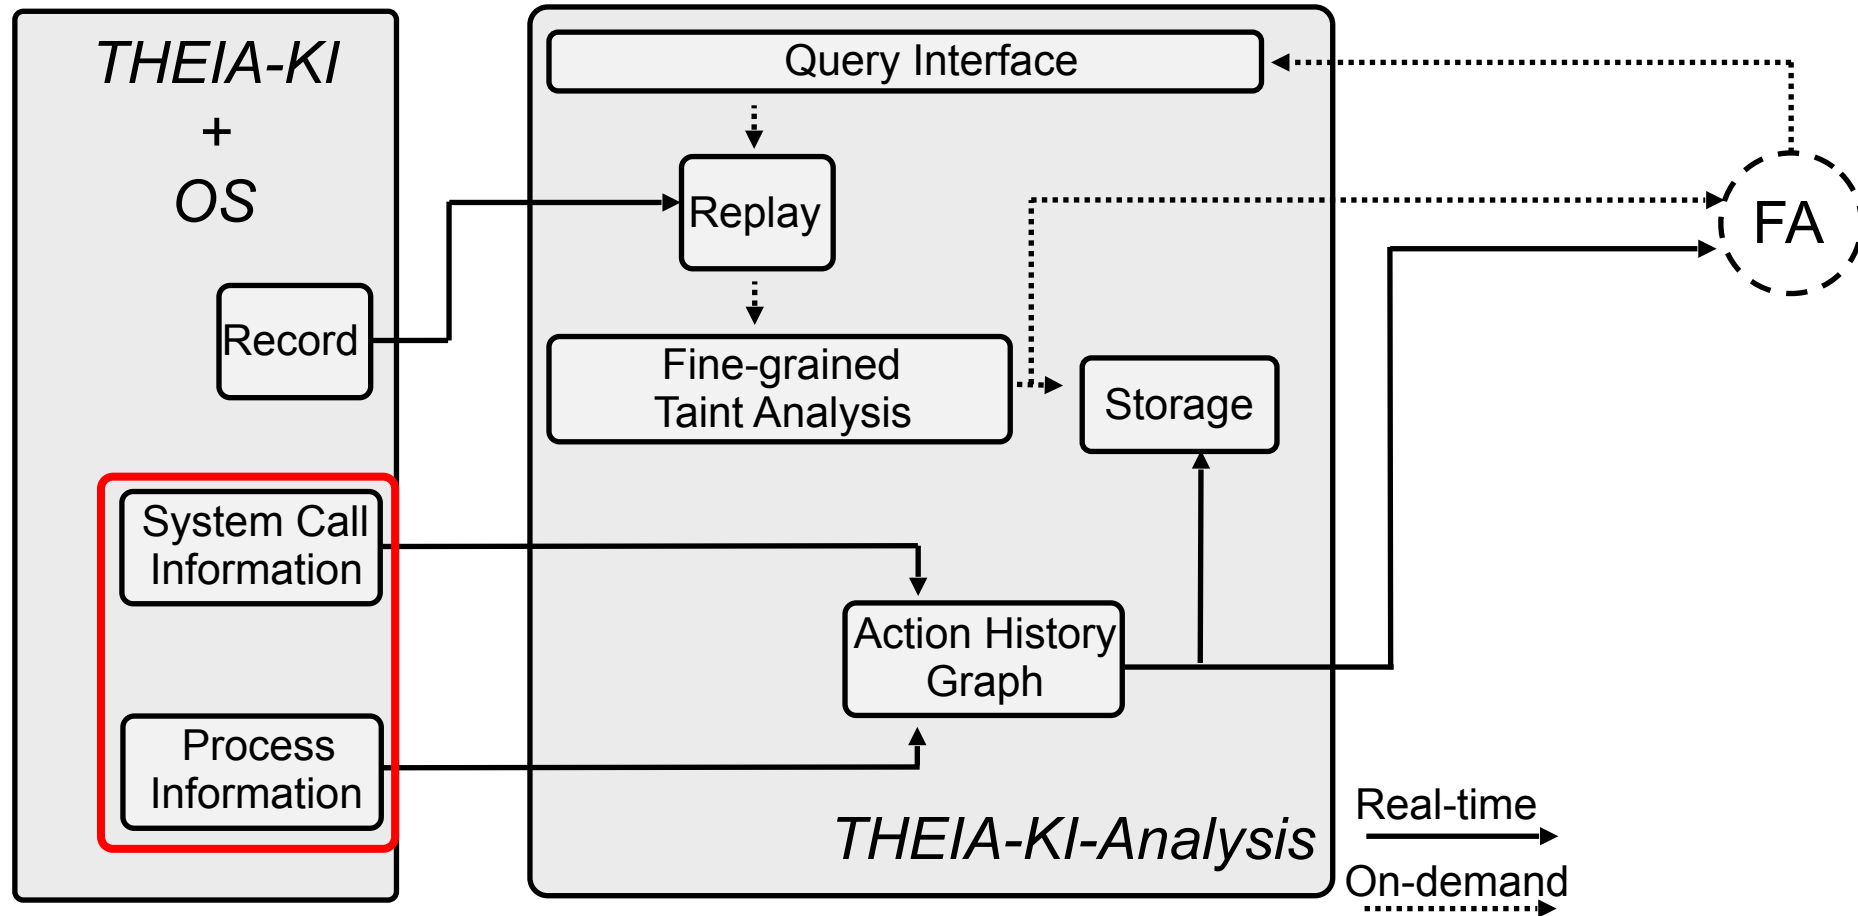 THEIA-KI
+
OS
Record
System Call
Information
Process
Information
Query Interface
Replay
Fine-grained
Taint Analysis
Storage
Action History
Graph
THEIA-KI-Analysis
FA
Real-time
On-demand